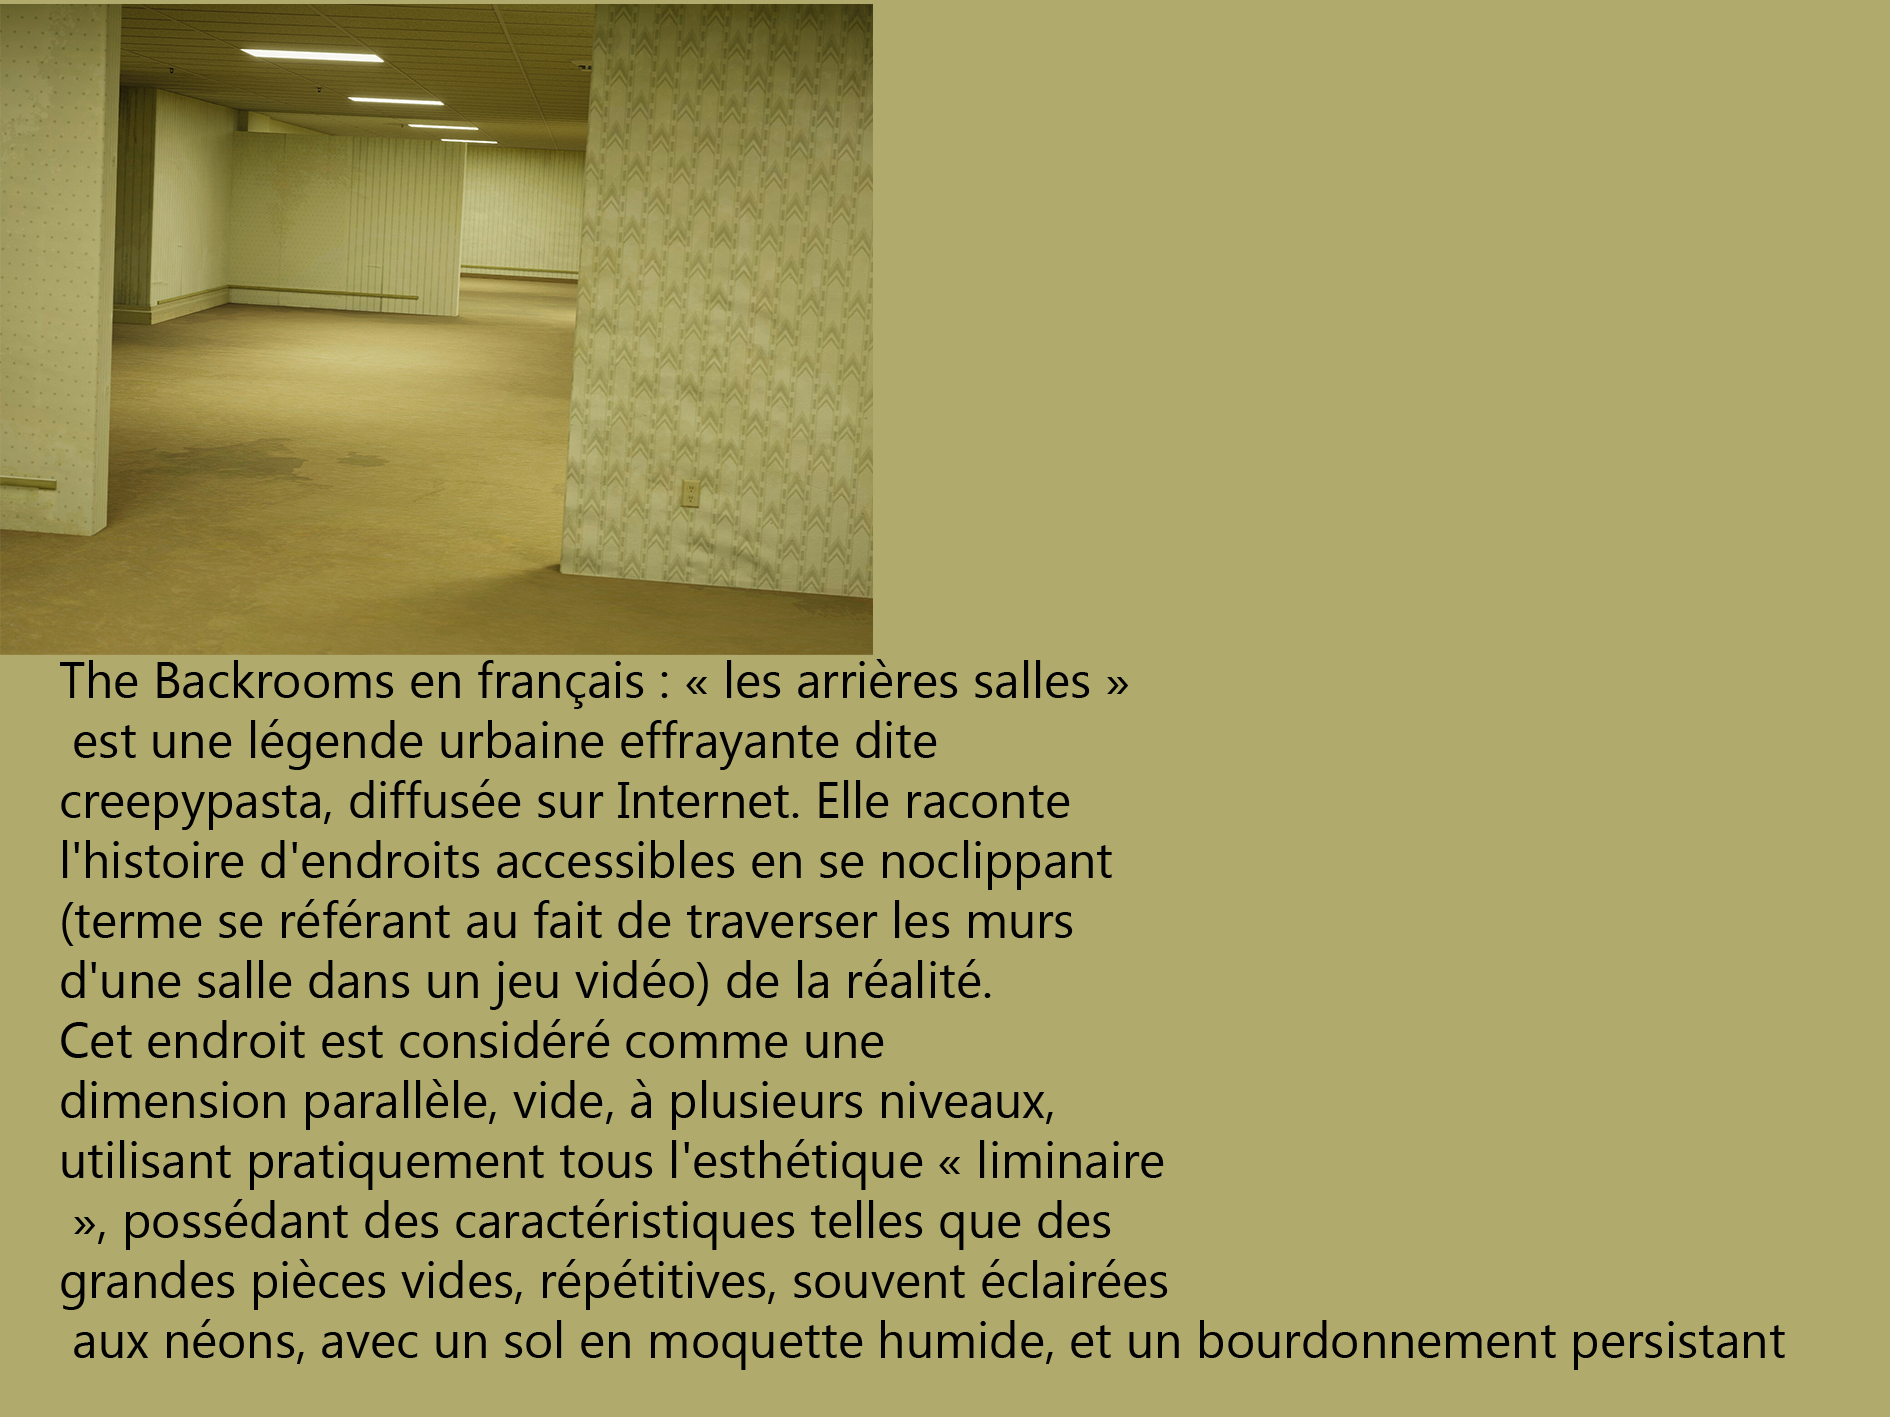 The Backrooms en français : « les arrières salles »
est une légende urbaine effrayante dite
creepypasta, diffusée sur Internet. Elle raconte
l'histoire d'endroits accessibles en se noclippant
(terme se référant au fait de traverser les murs
d'une salle dans un jeu vidéo) de la réalité.
Cet endroit est considéré comme une
dimension parallèle, vide, à plusieurs niveaux,
utilisant pratiquement tous l'esthétique « liminaire
», possédant des caractéristiques telles que des
grandes pièces vides, répétitives, souvent éclairées
aux néons, avec un sol en moquette humide, et un bourdonnement persistant